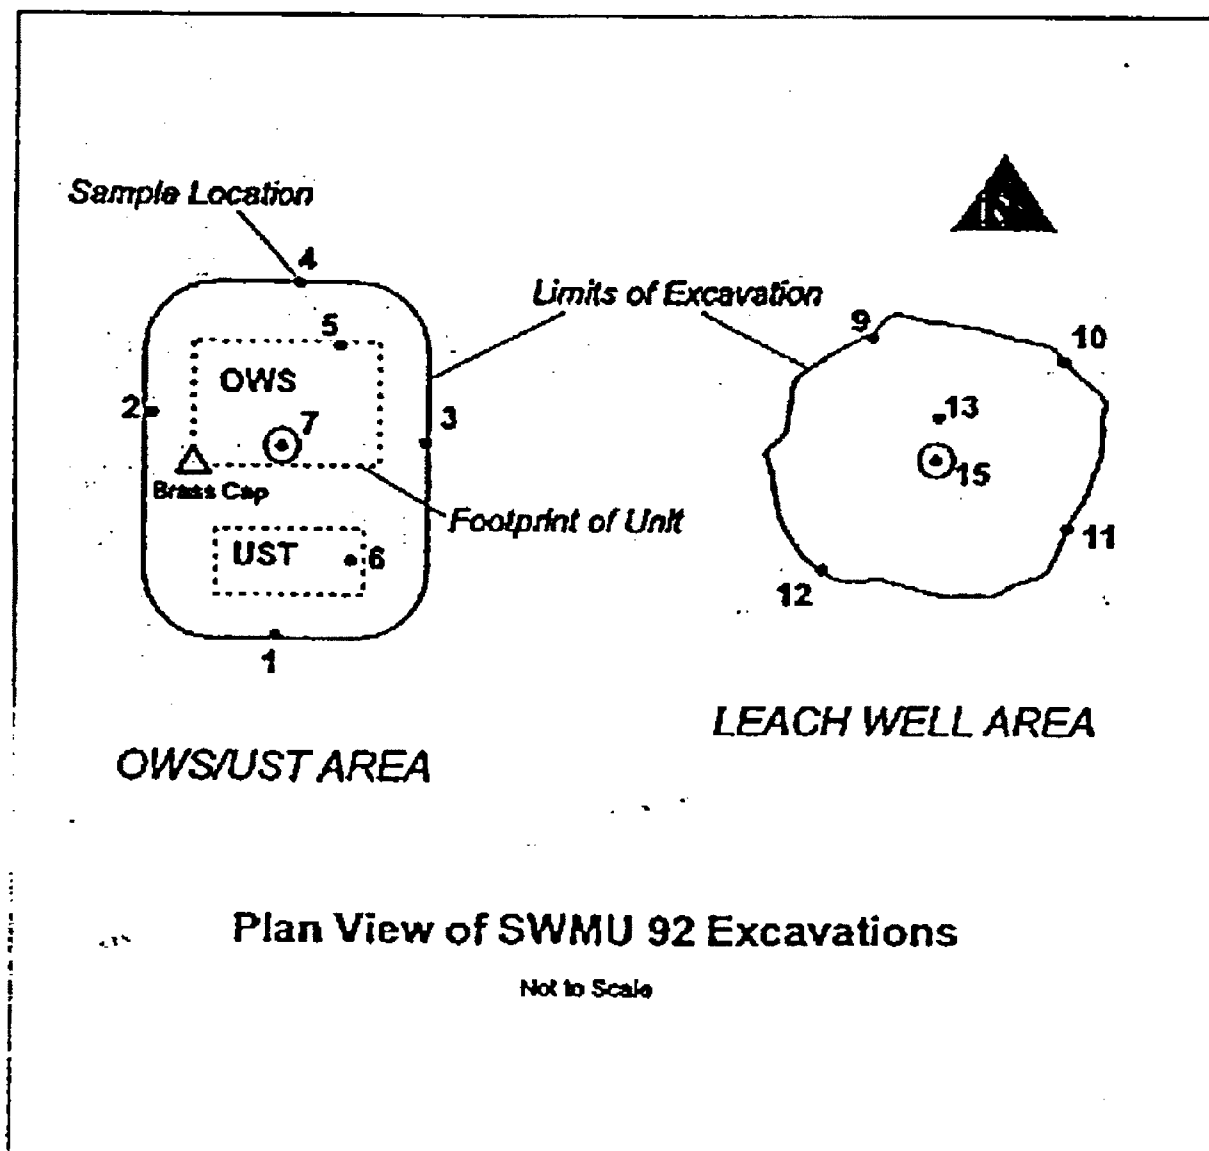 Sample Location
4
Limits of Excavation
5
9
10
OWS
2
7
3
13
15
Brass Cap
Footprint of Unit
UST
6
11
12
1
LEACH WELL AREA
OWS/UST AREA
Plan View of SWMU 92 Excavations
Not to Scale